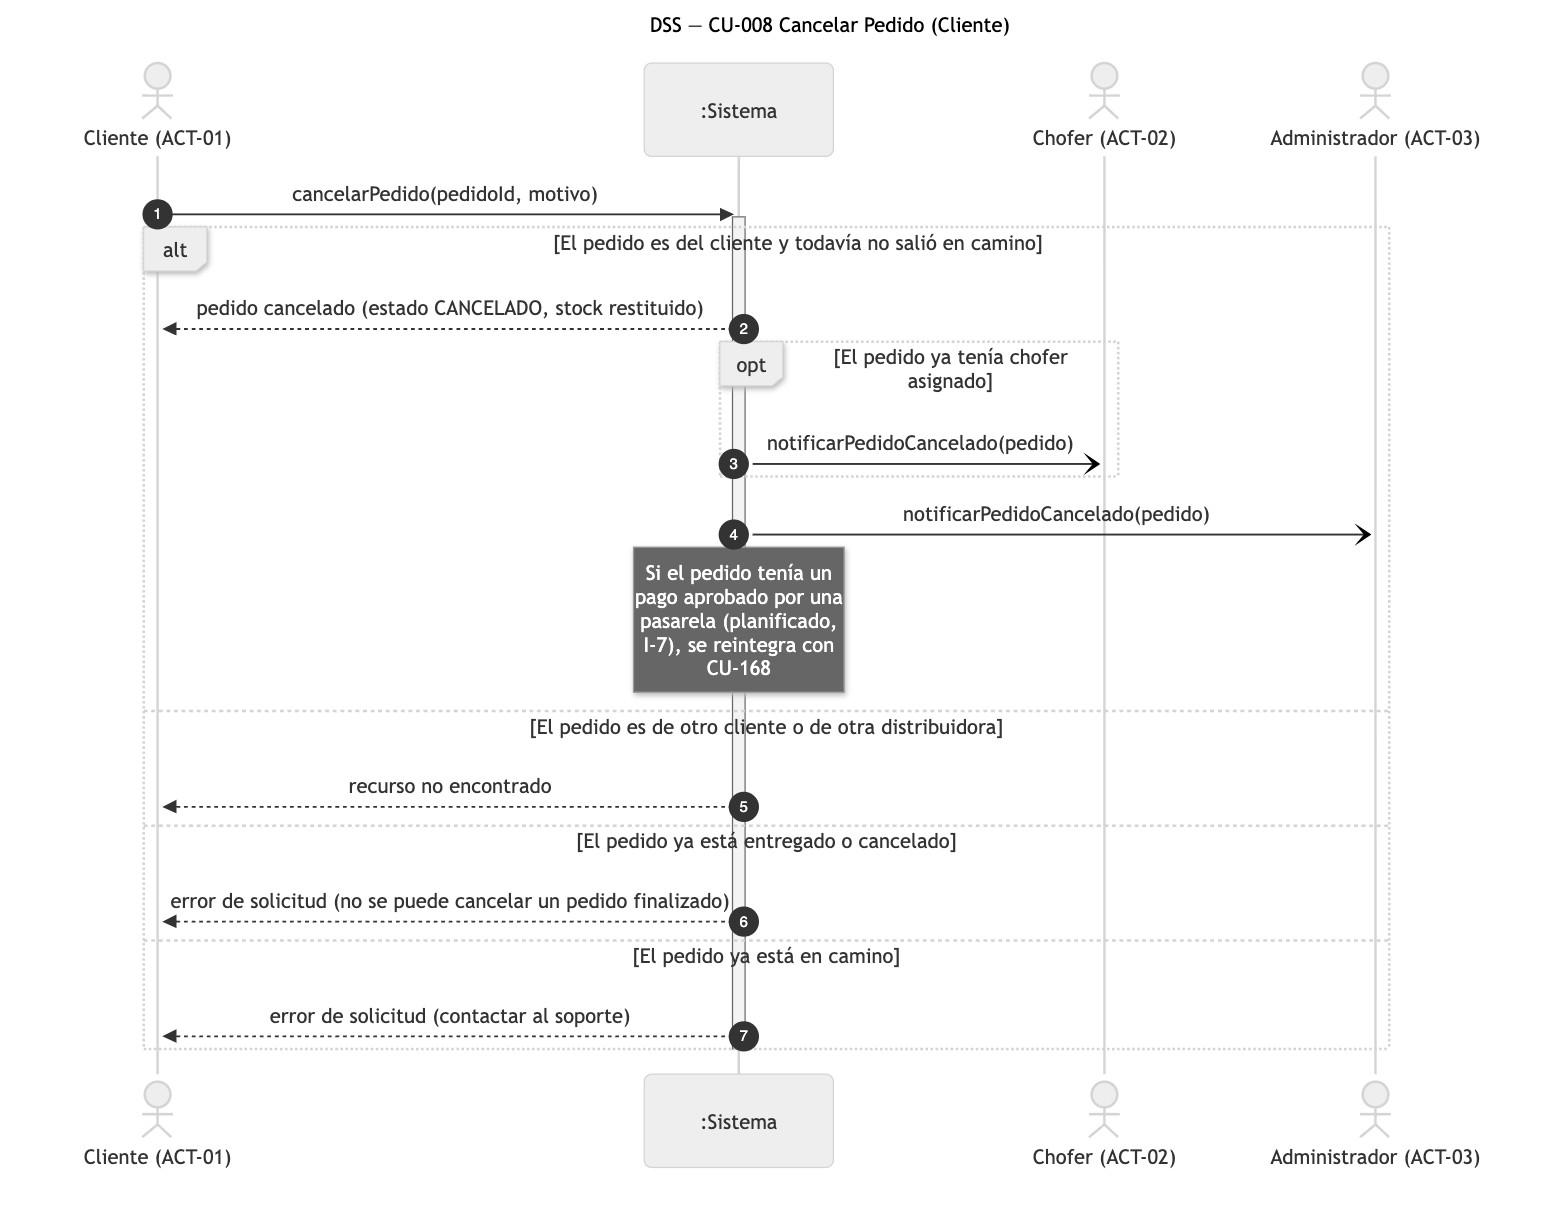 DSS — CU-008 Cancelar Pedido (Cliente)
:Sistema
Cliente (ACT-01)
Chofer (ACT-02)
Administrador (ACT-03)
cancelarPedido(pedidoId, motivo)
1
alt
[El pedido es del cliente y todavía no salió en camino]
pedido cancelado (estado CANCELADO, stock restituido)
2
opt
[El pedido ya tenía chofer
asignado]
notificarPedidoCancelado(pedido)
3
notificarPedidoCancelado(pedido)
4
Si el pedido tenía un
pago aprobado por una
pasarela (planificado,
I-7), se reintegra con
CU-168
[El pedido es de otro cliente o de otra distribuidora]
recurso no encontrado
5
[El pedido ya está entregado o cancelado]
error de solicitud (no se puede cancelar un pedido finalizado)
6
[El pedido ya está en camino]
error de solicitud (contactar al soporte)
7
:Sistema
Cliente (ACT-01)
Chofer (ACT-02)
Administrador (ACT-03)